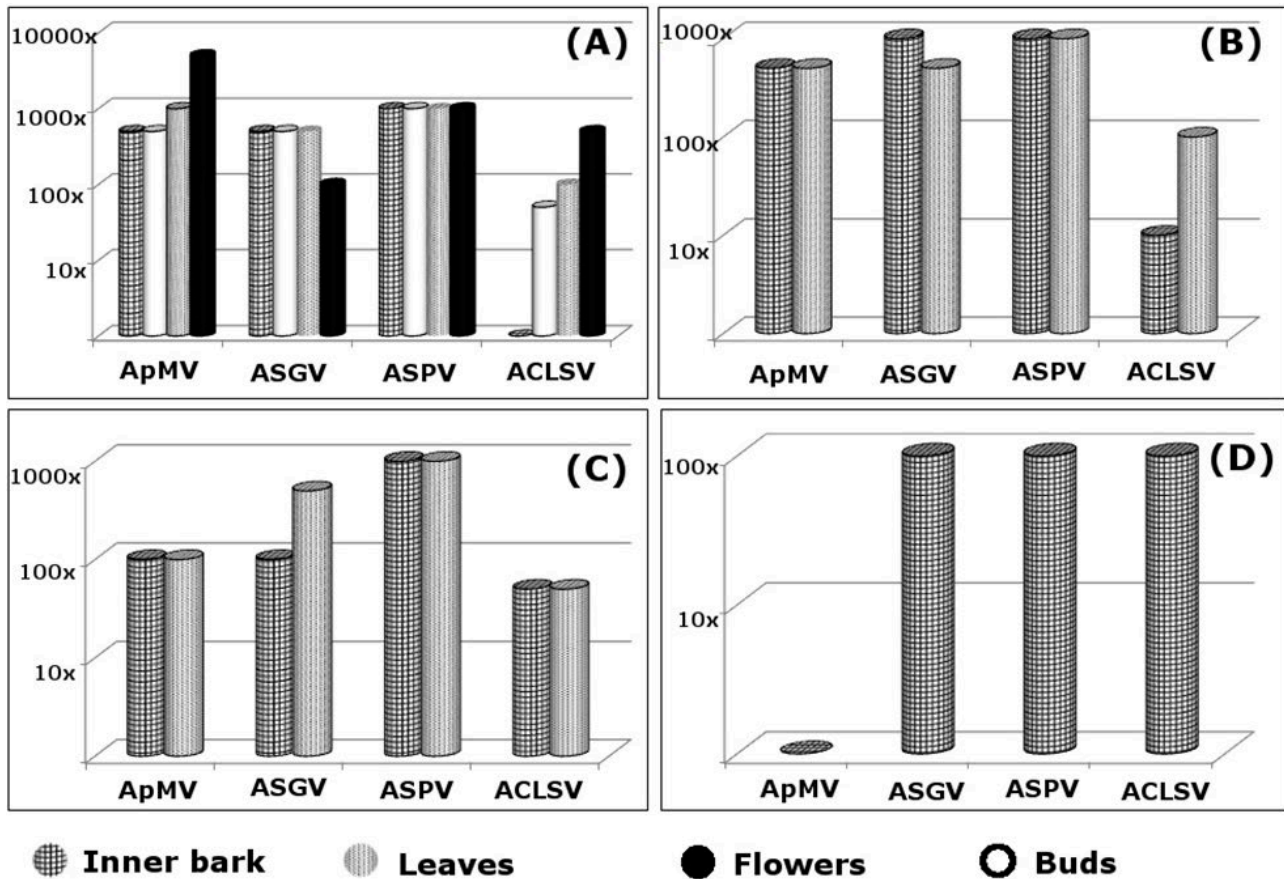 (A)
10000x
1000x
100x
10x
ApMV ASGV ASPV ACLSV
(B)
1000x
100x
10x
ApMV ASGV ASPV ACLSV
(C)
1000x
100x
10x
ApMV ASGV ASPV ACLSV
(D)
100x
10x
ApMV ASGV ASPV ACLSV
Inner bark Leaves Flowers Buds